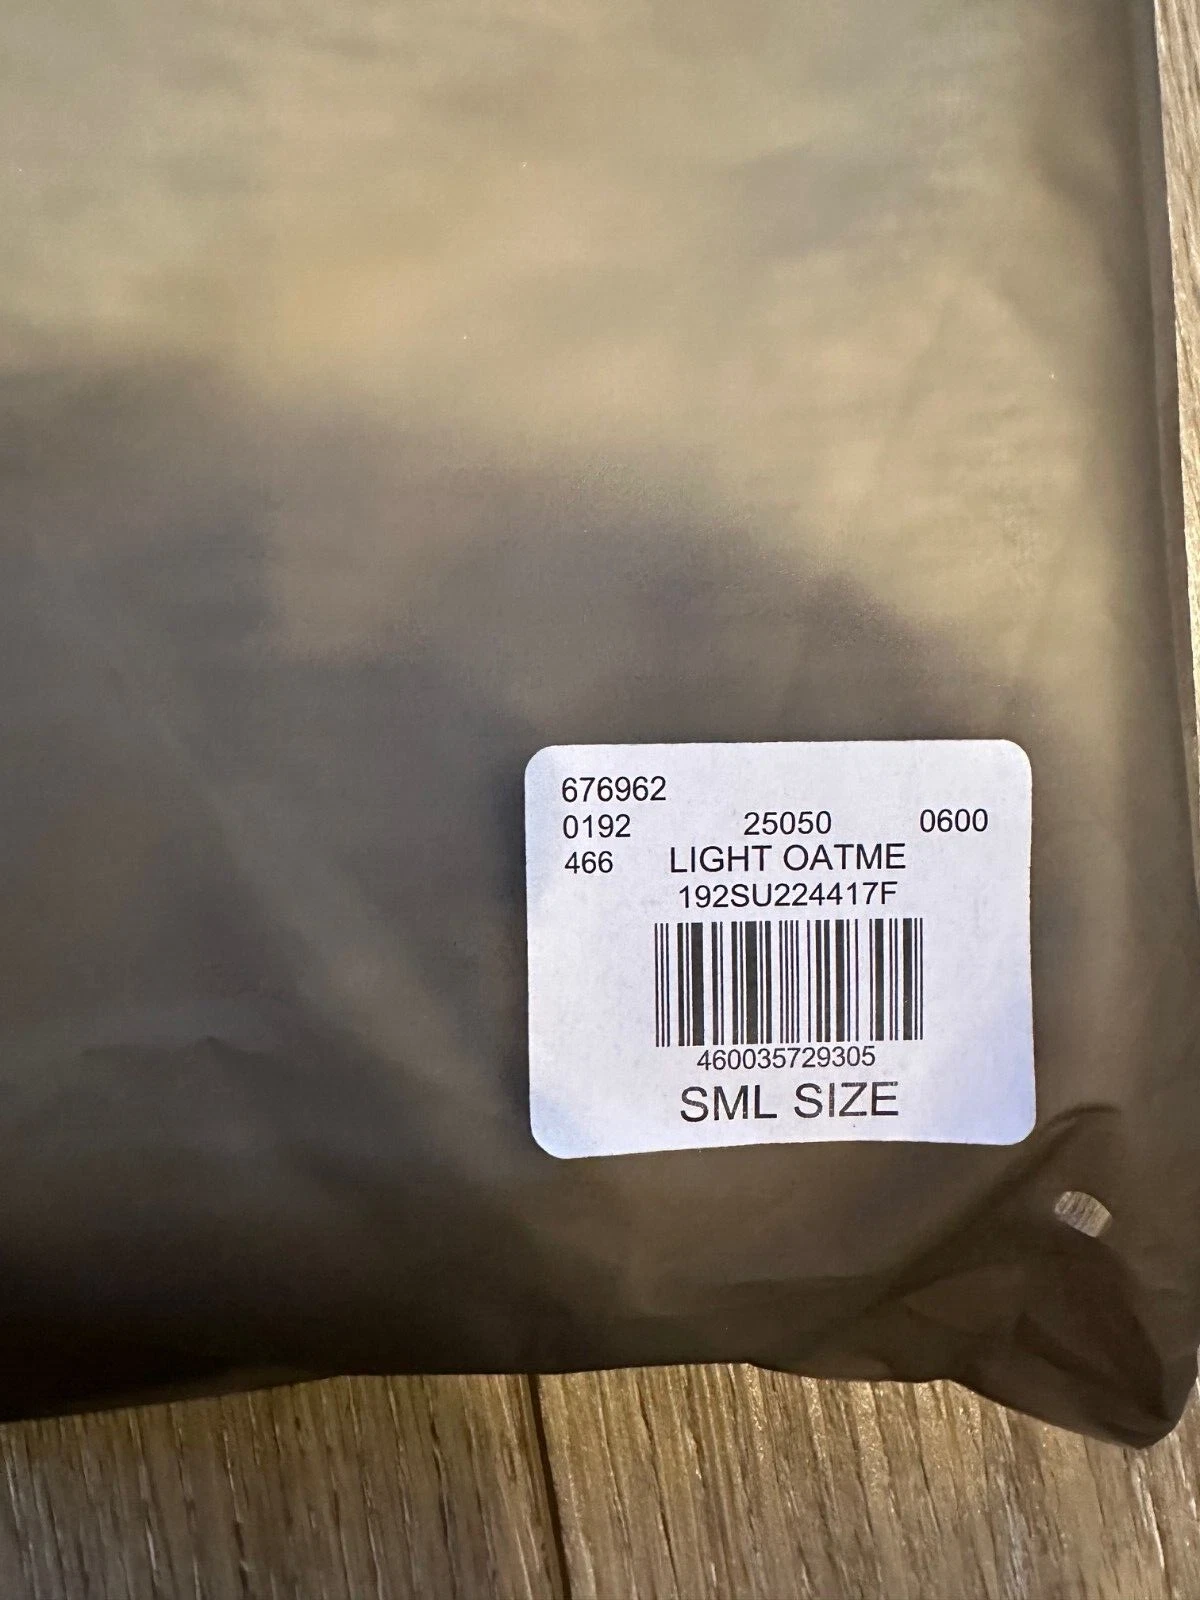 676962
0192 25050 0600
466 LIGHT OATME
192SU224417F
460035729305
SML SIZE